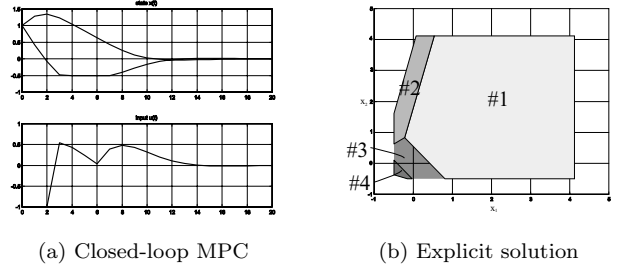 state x(t)
1.5
1
0.5
0
-0.5
-1
0 2 4 6 8 10 12 14 16 18 20
input u(t)
1
0.5
0
-0.5
-1
0 2 4 6 8 10 12 14 16 18 20
(a) Closed-loop MPC
5
4
3
2
1
0
-1
x₂
#1
#2
#3
#4
-1 0 1 2 3 4 5
x₁
(b) Explicit solution